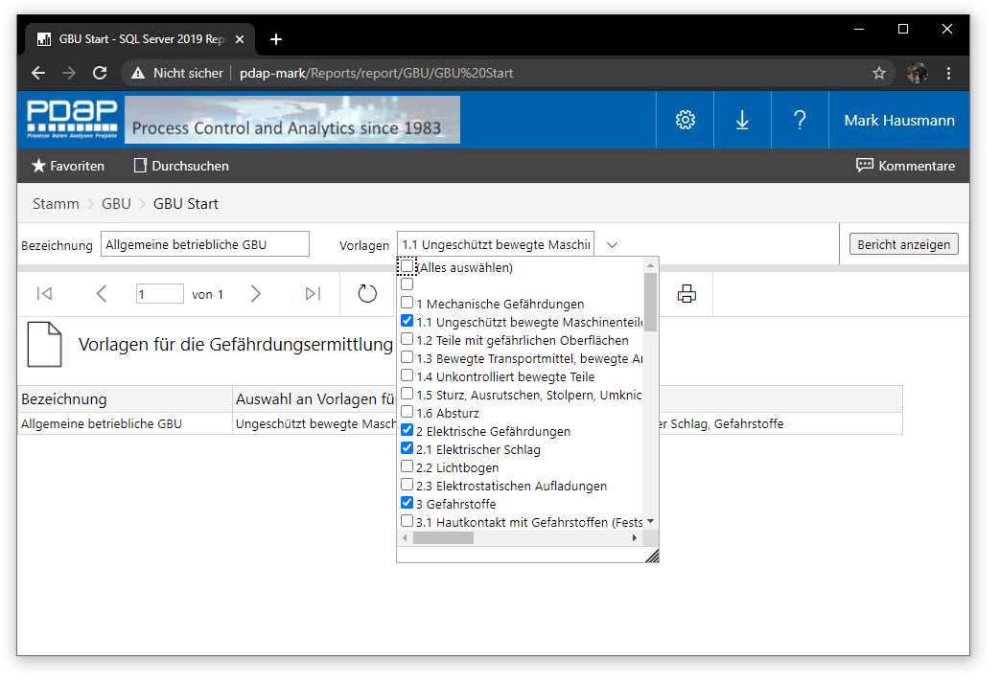 GBU Start - SQL Server 2019 Rep
Nicht sicher | pdap-mark/Reports/report/GBU/GBU%20Start
PDAP
Prozesse Daten Analysen Projekte
Process Control and Analytics since 1983
? Mark Hausmann
Favoriten Durchsuchen Kommentare
Stamm > GBU > GBU Start
Bezeichnung Allgemeine betriebliche GBU Vorlagen 1.1 Ungeschützt bewegte Maschin Bericht anzeigen
(Alles auswählen)
1 von 1
1 Mechanische Gefährdungen
1.1 Ungeschützt bewegte Maschinenteile
1.2 Teile mit gefährlichen Oberflächen
1.3 Bewegte Transportmittel, bewegte Ar
1.4 Unkontrolliert bewegte Teile
1.5 Sturz, Ausrutschen, Stolpern, Umknic
1.6 Absturz
2 Elektrische Gefährdungen
2.1 Elektrischer Schlag
2.2 Lichtbogen
2.3 Elektrostatischen Aufladungen
3 Gefahrstoffe
3.1 Hautkontakt mit Gefahrstoffen (Fests
Vorlagen für die Gefährdungsermittlung
Bezeichnung Auswahl an Vorlagen fü
Allgemeine betriebliche GBU Ungeschützt bewegte Masch er Schlag, Gefahrstoffe